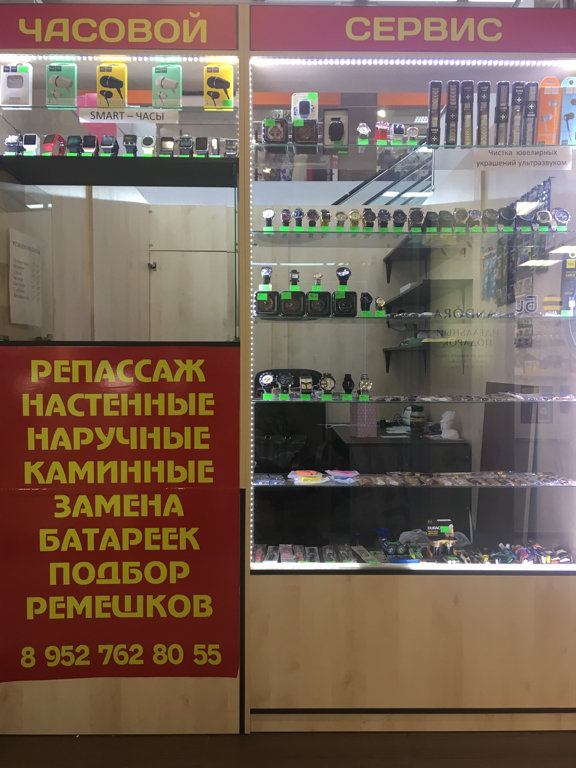 ЧАСОВОЙ
СЕРВИС
SMART – ЧАСЫ
Чистка ювелирных
украшений ультразвуком
РЕПАССАЖ
НАСТЕННЫЕ
НАРУЧНЫЕ
КАМИННЫЕ
ЗАМЕНА
БАТАРЕЕК
ПОДБОР
РЕМЕШКОВ
8 952 762 80 55